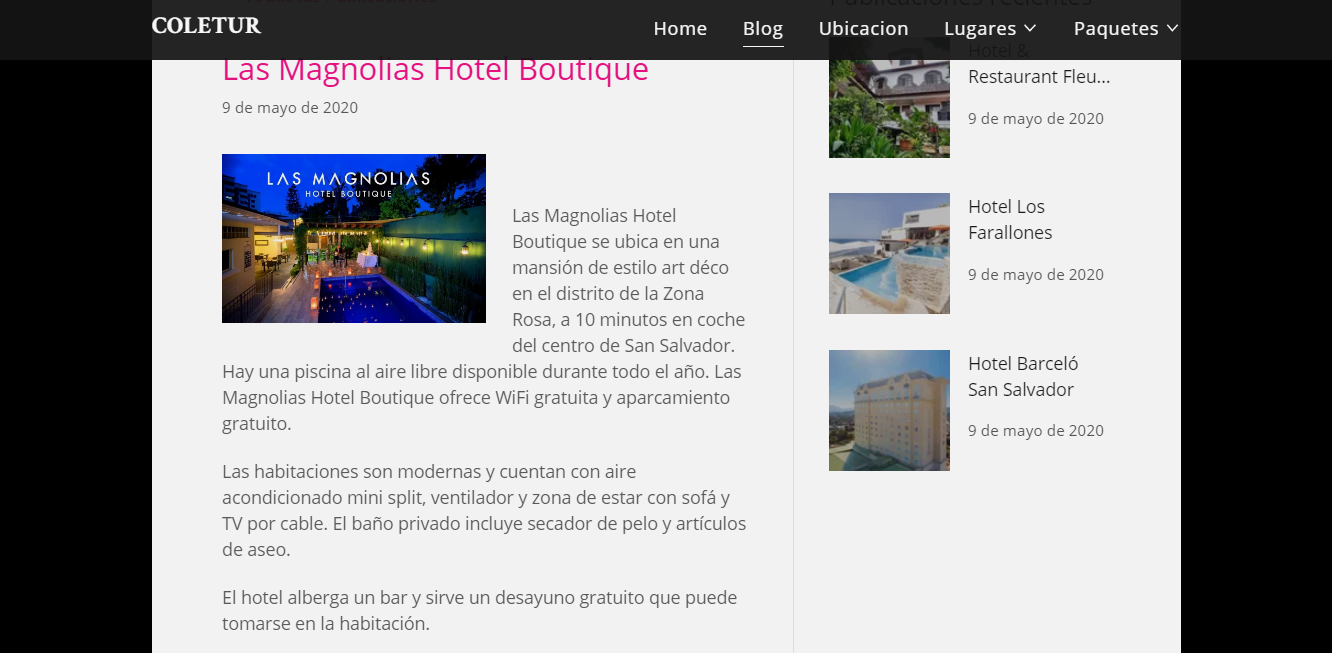 COLETUR
Home
Blog
Ubicacion
Lugares
Paquetes
Las Magnolias Hotel Boutique
9 de mayo de 2020
LAS MAGNOLIAS
HOTEL BOUTIQUE
Las Magnolias Hotel
Boutique se ubica en una
mansión de estilo art déco
en el distrito de la Zona
Rosa, a 10 minutos en coche
del centro de San Salvador.
Hay una piscina al aire libre disponible durante todo el año. Las
Magnolias Hotel Boutique ofrece WiFi gratuita y aparcamiento
gratuito.
Las habitaciones son modernas y cuentan con aire
acondicionado mini split, ventilador y zona de estar con sofá y
TV por cable. El baño privado incluye secador de pelo y artículos
de aseo.
El hotel alberga un bar y sirve un desayuno gratuito que puede
tomarse en la habitación.
Publicaciones recientes
Hotel &
Restaurant Fleu...
9 de mayo de 2020
Hotel Los
Farallones
9 de mayo de 2020
Hotel Barceló
San Salvador
9 de mayo de 2020